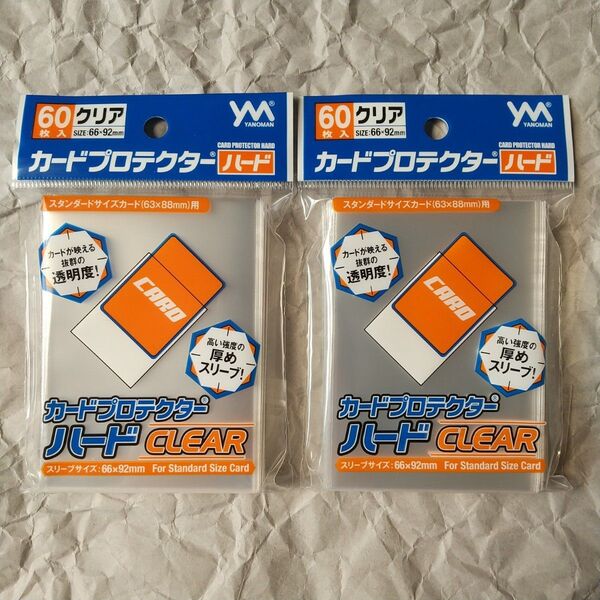 60枚入
クリア
SIZE:66×92mm
YM
YANOMAN
CARD PROTECTOR HARD
カードプロテクター®ハード
スタンダードサイズカード(63×88mm)用
カードが映える
抜群の
透明度!
CARD
高い強度の
厚め
スリーブ!
カードプロテクター®
ハード CLEAR
スリーブサイズ:66×92mm For Standard Size Card
60枚入
クリア
SIZE:66×92mm
YM
YANOMAN
CARD PROTECTOR HARD
カードプロテクター®ハード
スタンダードサイズカード(63×88mm)用
カードが映える
抜群の
透明度!
CARD
高い強度の
厚め
スリーブ!
カードプロテクター®
ハード CLEAR
スリーブサイズ:66×92mm For Standard Size Card